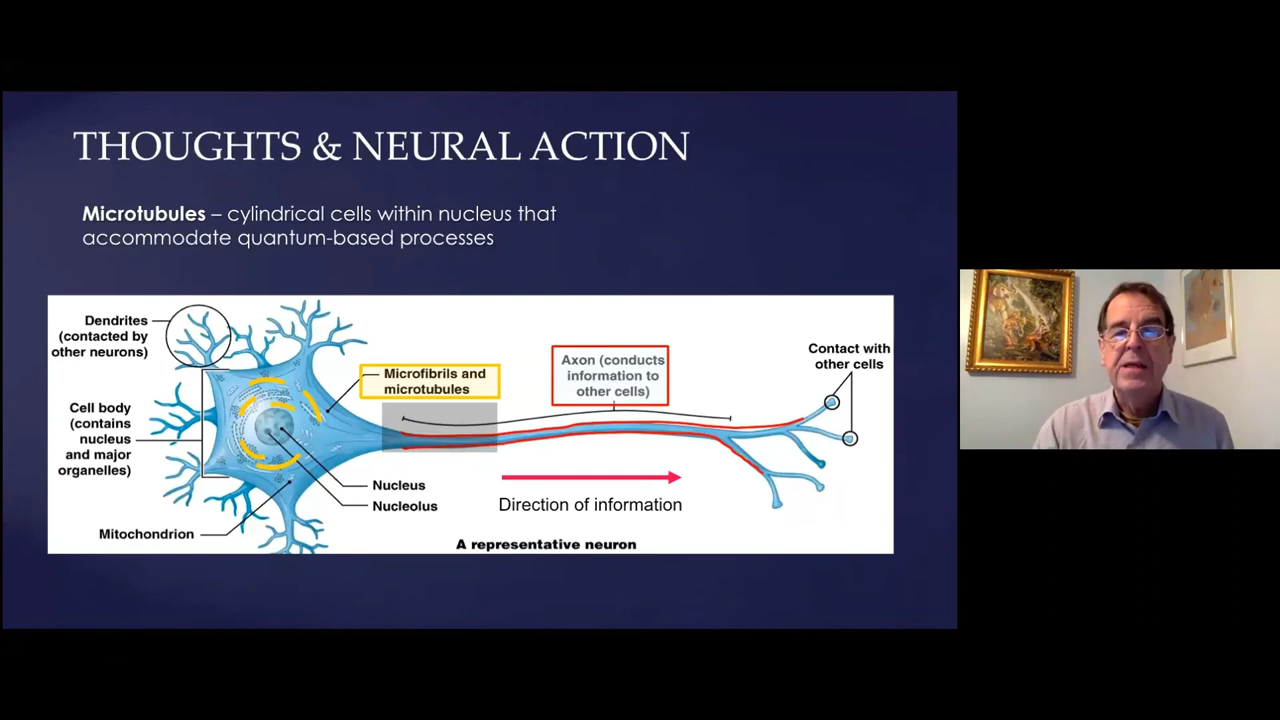 THOUGHTS & NEURAL ACTION
Microtubules – cylindrical cells within nucleus that
accommodate quantum-based processes
Dendrites
(contacted by
other neurons)
Cell body
(contains
nucleus
and major
organelles)
Mitochondrion
Microfibrils and
microtubules
Nucleus
Nucleolus
Axon (conducts
information to
other cells)
Direction of information
Contact with
other cells
A representative neuron